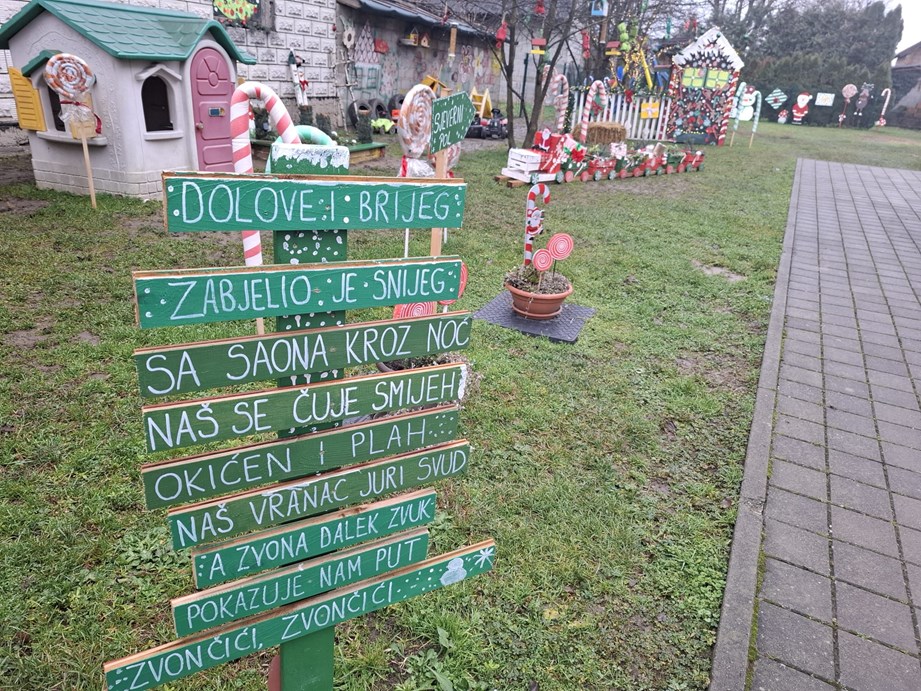 SJEVERNI
POL
DOLOVE I BRIJEG
ZABJELIO JE SNIJEG
SA SAONA KROZ NOĆ
NAŠ SE ČUJE SMIJEH
OKIĆEN I PLAH
NAŠ VRANAC JURI SVUD
A ZVONA DALEK ZVUK
POKAZUJE NAM PUT
ZVONČIĆI, ZVONČIĆI